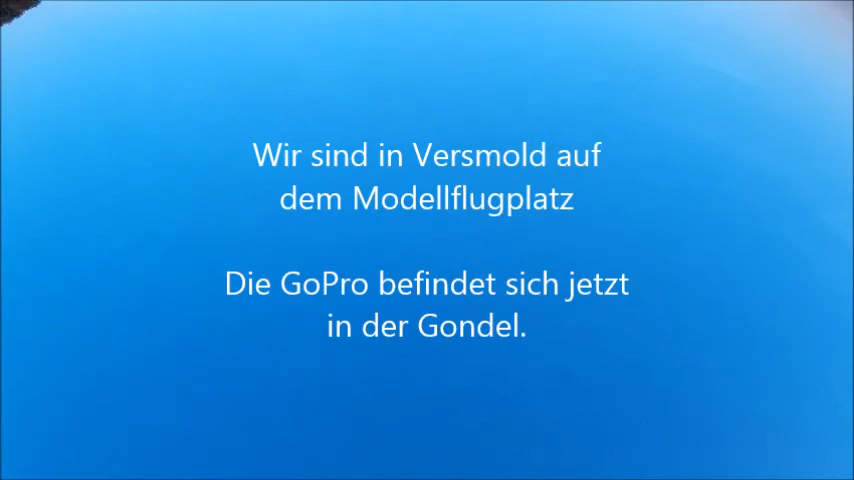 Wir sind in Versmold auf
dem Modellflugplatz
Die GoPro befindet sich jetzt
in der Gondel.